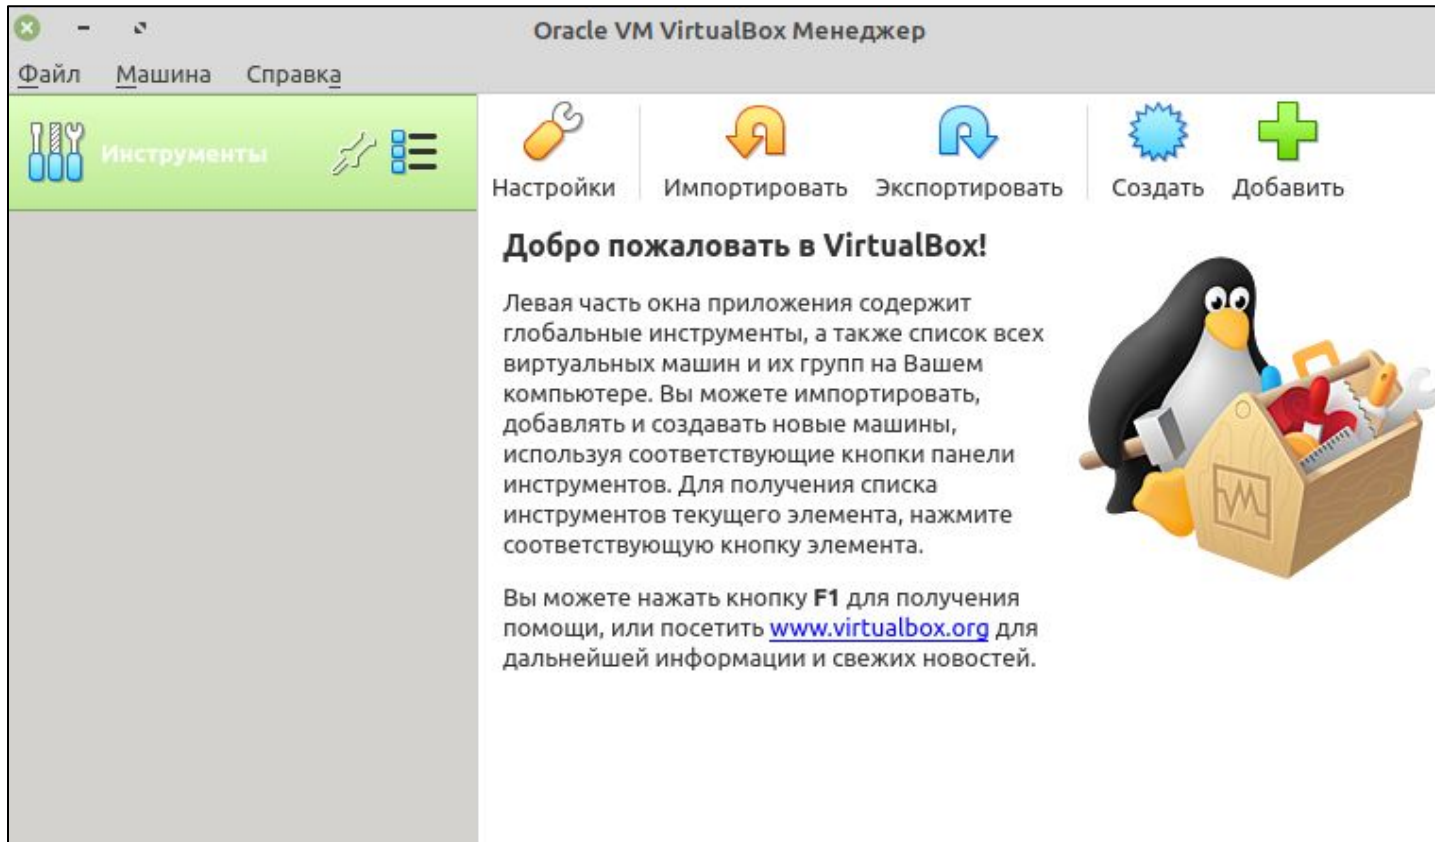 Oracle VM VirtualBox Менеджер
Файл Машина Справка
Инструменты
Настройки Импортировать Экспортировать Создать Добавить
Добро пожаловать в VirtualBox!
Левая часть окна приложения содержит
глобальные инструменты, а также список всех
виртуальных машин и их групп на Вашем
компьютере. Вы можете импортировать,
добавлять и создавать новые машины,
используя соответствующие кнопки панели
инструментов. Для получения списка
инструментов текущего элемента, нажмите
соответствующую кнопку элемента.
Вы можете нажать кнопку F1 для получения
помощи, или посетить www.virtualbox.org для
дальнейшей информации и свежих новостей.